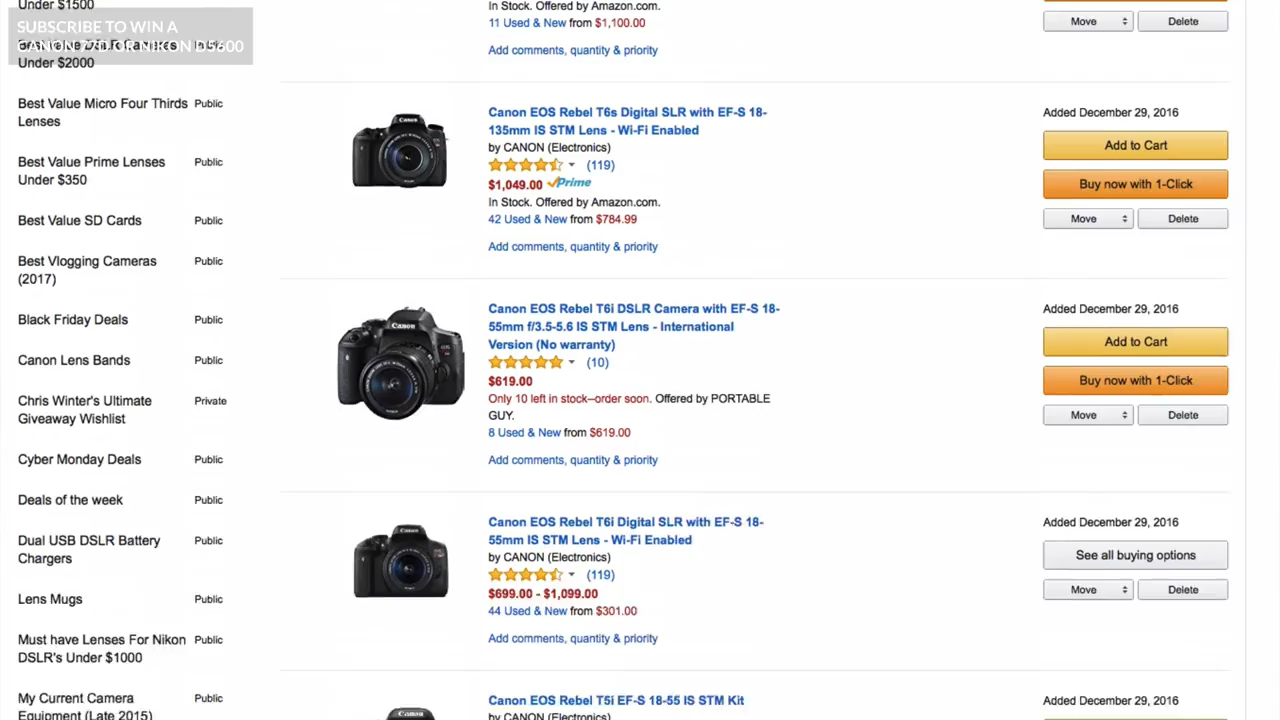 Under $1500
SUBSCRIBE TO WIN A
CANON 77D OR NIKON D5600
Under $2000
Best Value Micro Four Thirds Public
Lenses
Best Value Prime Lenses Public
Under $350
Best Value SD Cards Public
Best Vlogging Cameras Public
(2017)
Black Friday Deals Public
Canon Lens Bands Public
Chris Winter's Ultimate Private
Giveaway Wishlist
Cyber Monday Deals Public
Deals of the week Public
Dual USB DSLR Battery Public
Chargers
Lens Mugs Public
Must have Lenses For Nikon Public
DSLR's Under $1000
My Current Camera Public
Equipment (Late 2015)
In Stock. Offered by Amazon.com.
11 Used & New from $1,100.00
Add comments, quantity & priority
Move Delete
Canon EOS Rebel T6s Digital SLR with EF-S 18-
135mm IS STM Lens - Wi-Fi Enabled
by CANON (Electronics)
(119)
$1,049.00 Prime
In Stock. Offered by Amazon.com.
42 Used & New from $784.99
Add comments, quantity & priority
Added December 29, 2016
Add to Cart
Buy now with 1-Click
Move Delete
Canon EOS Rebel T6i DSLR Camera with EF-S 18-
55mm f/3.5-5.6 IS STM Lens - International
Version (No warranty)
(10)
$619.00
Only 10 left in stock--order soon. Offered by PORTABLE
GUY.
8 Used & New from $619.00
Add comments, quantity & priority
Added December 29, 2016
Add to Cart
Buy now with 1-Click
Move Delete
Canon EOS Rebel T6i Digital SLR with EF-S 18-
55mm IS STM Lens - Wi-Fi Enabled
by CANON (Electronics)
(119)
$699.00 - $1,099.00
44 Used & New from $301.00
Add comments, quantity & priority
Added December 29, 2016
See all buying options
Move Delete
Canon EOS Rebel T5i EF-S 18-55 IS STM Kit
by CANON (Electronics)
Added December 29, 2016
Canon
Canon
Canon
Canon